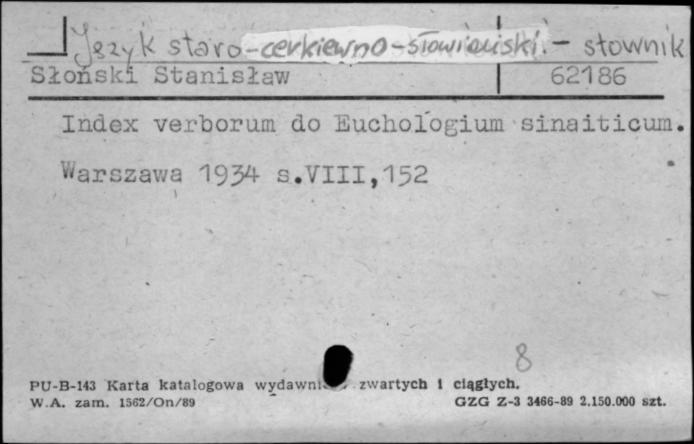 Język staro-cerkiewno-słowiański - słownik
Słoński Stanisław 62186
Index verborum do Euchologium sinaiticum.
Warszawa 1934 s.VIII,152
8
PU-B-143 Karta katalogowa zwartych i ciągłych.
W.A. zam. 1562/On/89 GZG Z-3 3466-89 2.150.000 szt.